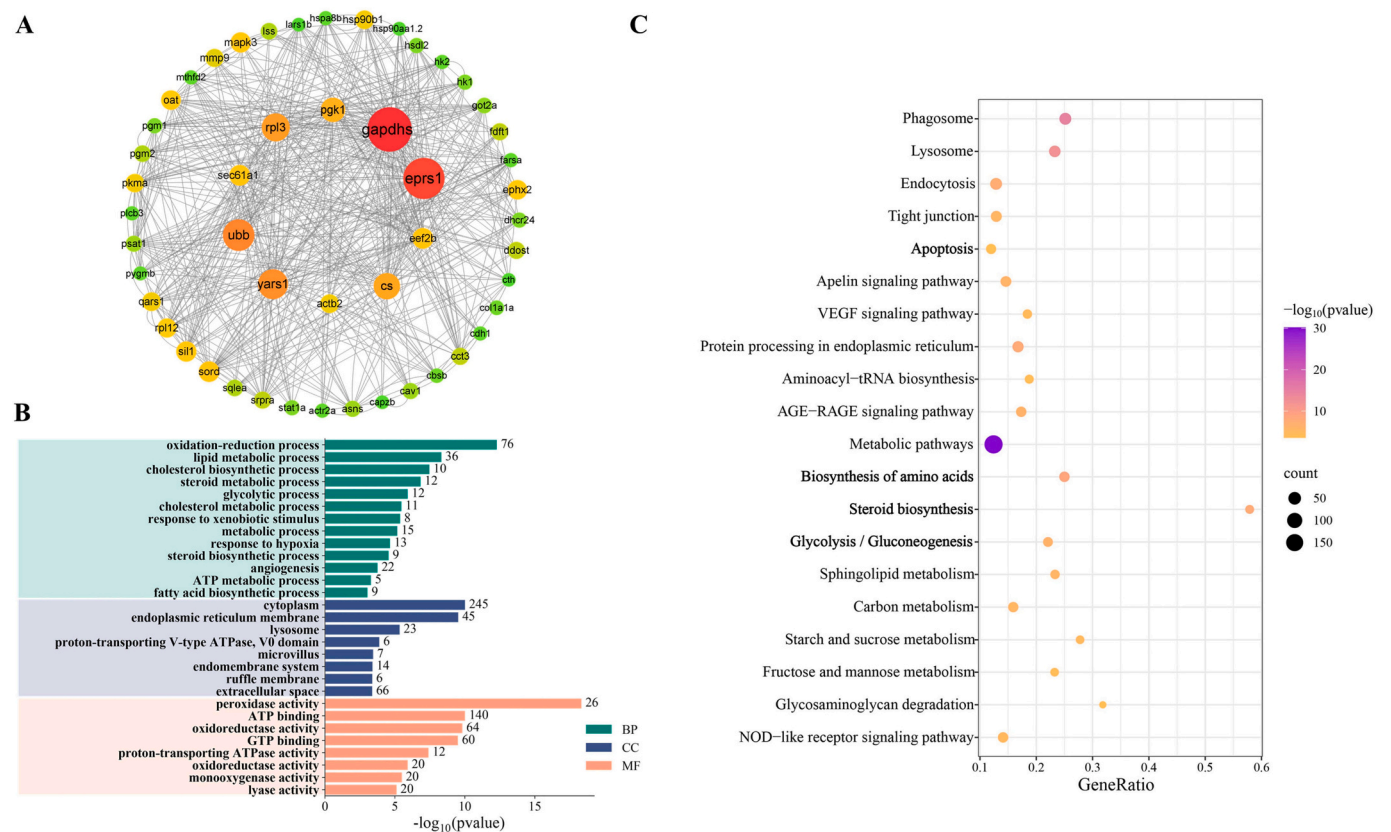 A
lss
lars1b
hspa8b
hsp90b1
hsp90aa1.2
hsdl2
hk2
hk1
got2a
fdft1
farsa
ephx2
dhcr24
ddost
cth
col1a1a
cdh1
cct3
cbsb
cav1
capzb
asns
actr2a
stat1a
srpra
sqlea
sord
sil1
rpl12
qars1
pygmb
psat1
plcb3
pkma
pgm2
pgm1
oat
mthfd2
mmp9
mapk3
pgk1
gapdhs
eprs1
eef2b
cs
actb2
yars1
ubb
sec61a1
rpl3
B
oxidation-reduction process 76
lipid metabolic process 36
cholesterol biosynthetic process 10
steroid metabolic process 12
glycolytic process 12
cholesterol metabolic process 11
response to xenobiotic stimulus 8
metabolic process 15
response to hypoxia 13
steroid biosynthetic process 9
angiogenesis 22
ATP metabolic process 5
fatty acid biosynthetic process 9
cytoplasm 245
endoplasmic reticulum membrane 45
lysosome 23
proton-transporting V-type ATPase, V0 domain 6
microvillus 7
endomembrane system 14
ruffle membrane 6
extracellular space 66
peroxidase activity 26
ATP binding 140
oxidoreductase activity 64
GTP binding 60
proton-transporting ATPase activity 12
oxidoreductase activity 20
monooxygenase activity 20
lyase activity 20
BP
CC
MF
0 5 10 15
-log10(pvalue)
C
Phagosome
Lysosome
Endocytosis
Tight junction
Apoptosis
Apelin signaling pathway
VEGF signaling pathway
Protein processing in endoplasmic reticulum
Aminoacyl−tRNA biosynthesis
AGE−RAGE signaling pathway
Metabolic pathways
Biosynthesis of amino acids
Steroid biosynthesis
Glycolysis / Gluconeogenesis
Sphingolipid metabolism
Carbon metabolism
Starch and sucrose metabolism
Fructose and mannose metabolism
Glycosaminoglycan degradation
NOD−like receptor signaling pathway
0.1 0.2 0.3 0.4 0.5 0.6
GeneRatio
−log10(pvalue)
30
20
10
count
50
100
150